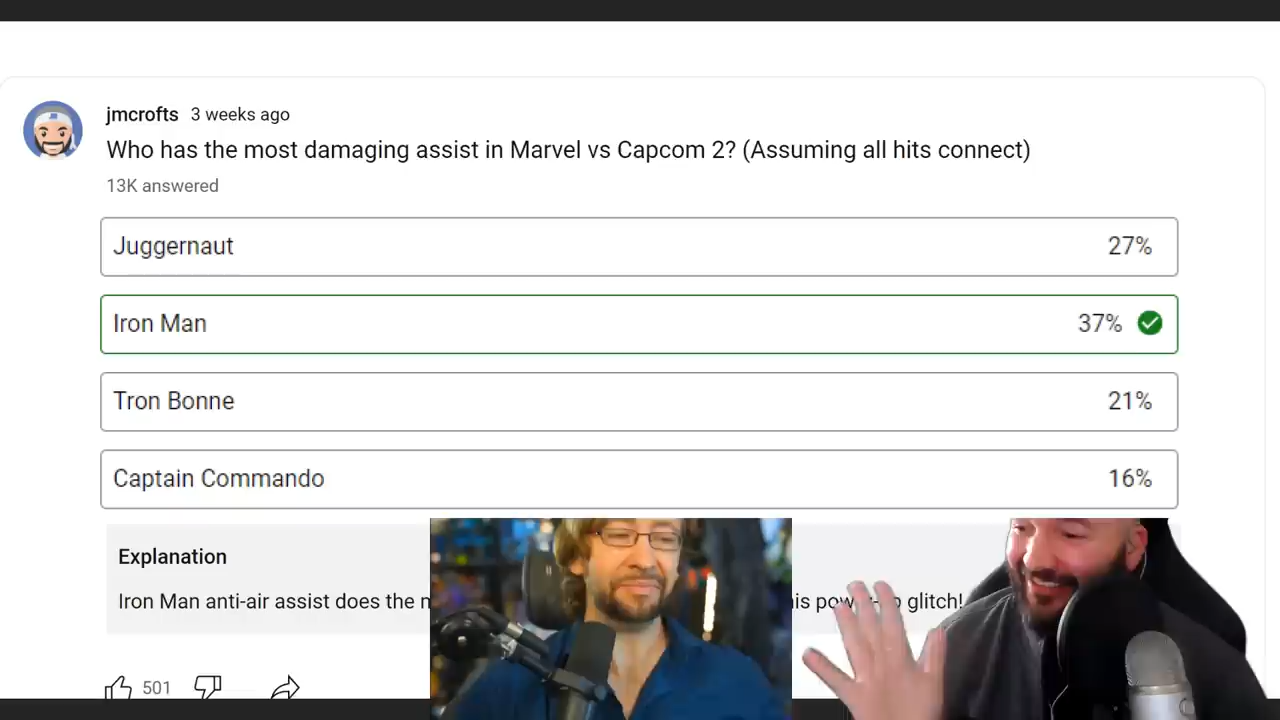 jmcrofts 3 weeks ago
Who has the most damaging assist in Marvel vs Capcom 2? (Assuming all hits connect)
13K answered
Juggernaut 27%
Iron Man 37%
Tron Bonne 21%
Captain Commando 16%
Explanation
Iron Man anti-air assist does the glitch!
501